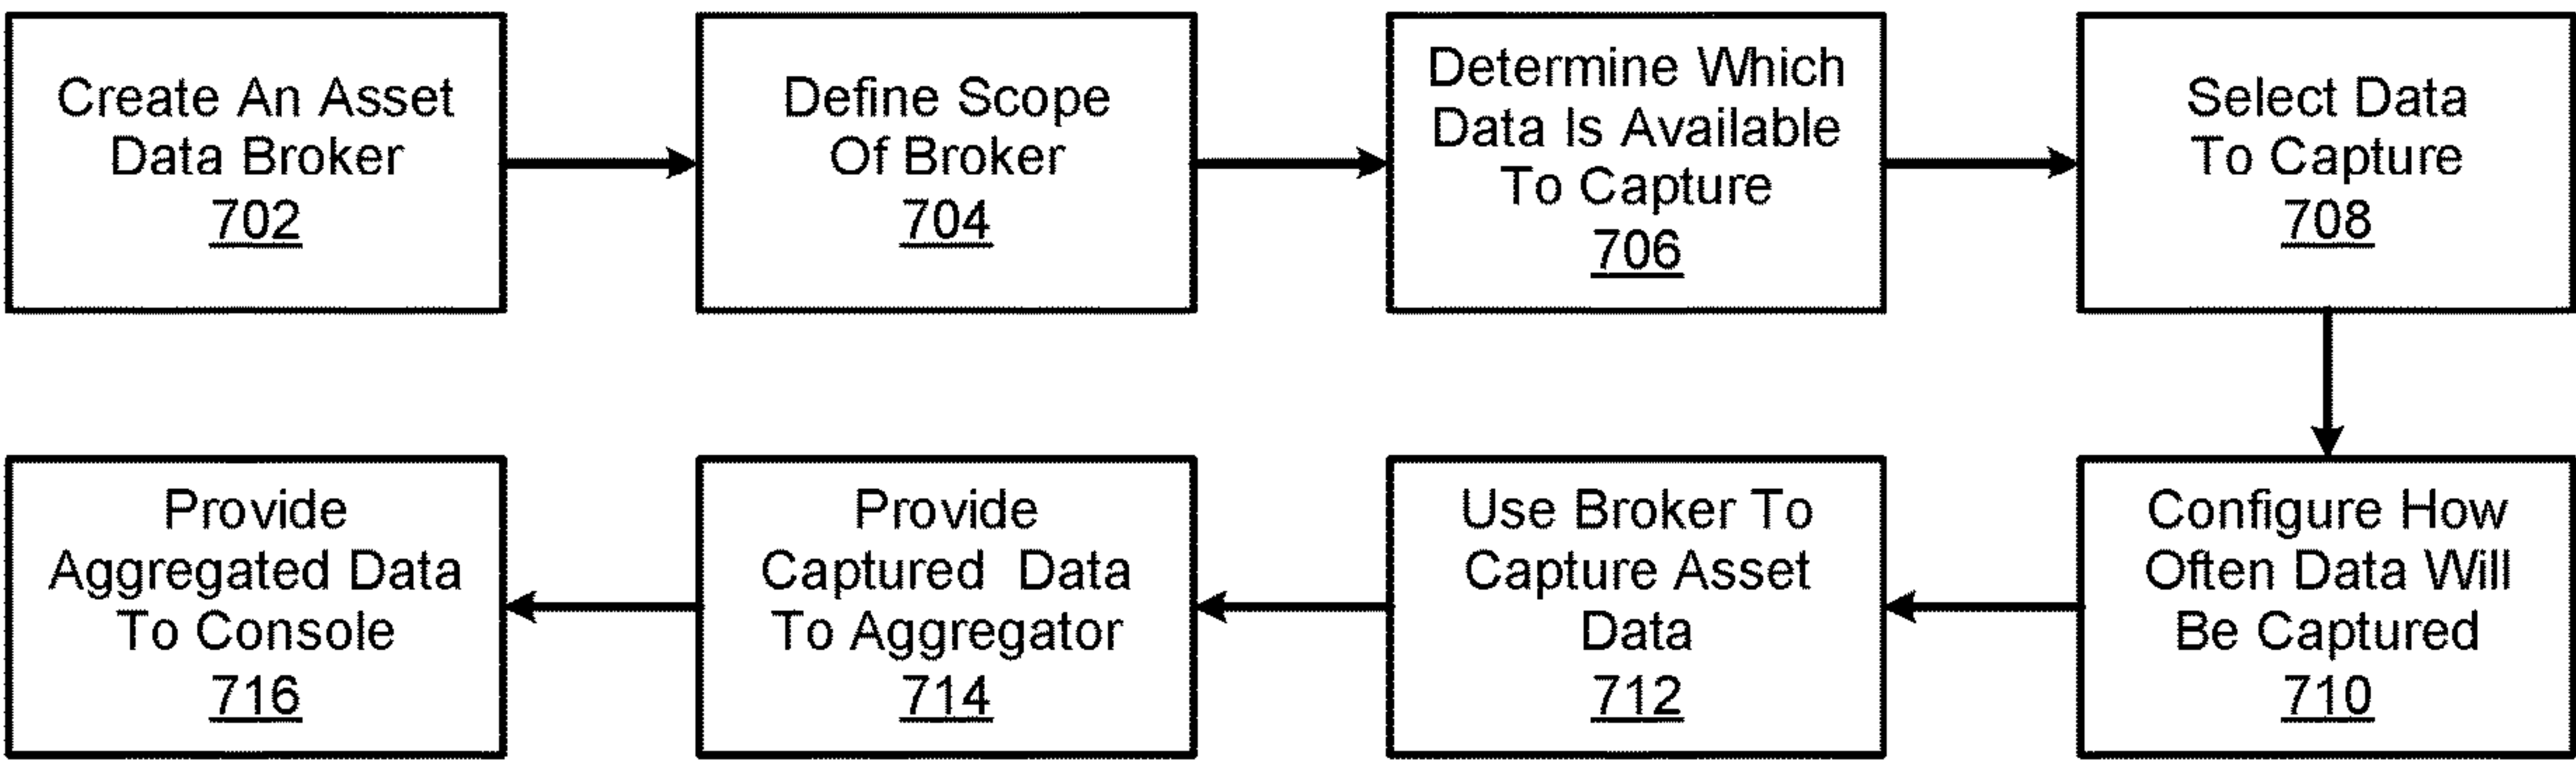 Create An Asset
Data Broker
702
Define Scope
Of Broker
704
Determine Which
Data Is Available
To Capture
706
Select Data
To Capture
708
Configure How
Often Data Will
Be Captured
710
Use Broker To
Capture Asset
Data
712
Provide
Captured Data
To Aggregator
714
Provide
Aggregated Data
To Console
716